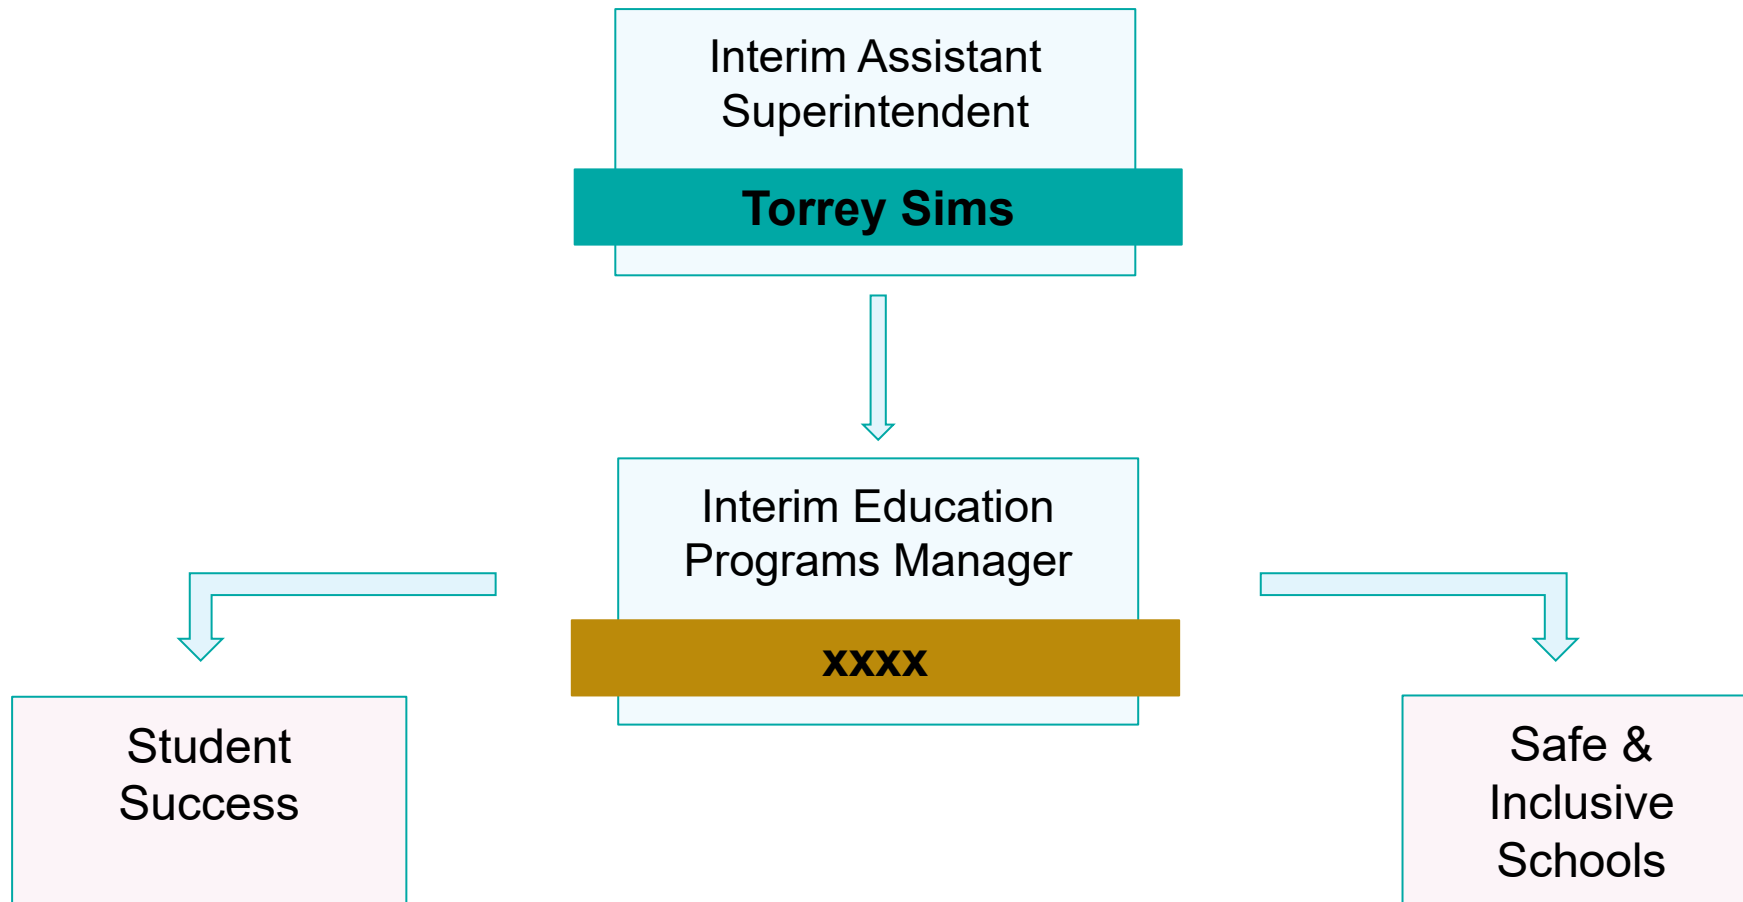 Interim Assistant
Superintendent
Torrey Sims
Interim Education
Programs Manager
xxxx
Student
Success
Safe &
Inclusive
Schools